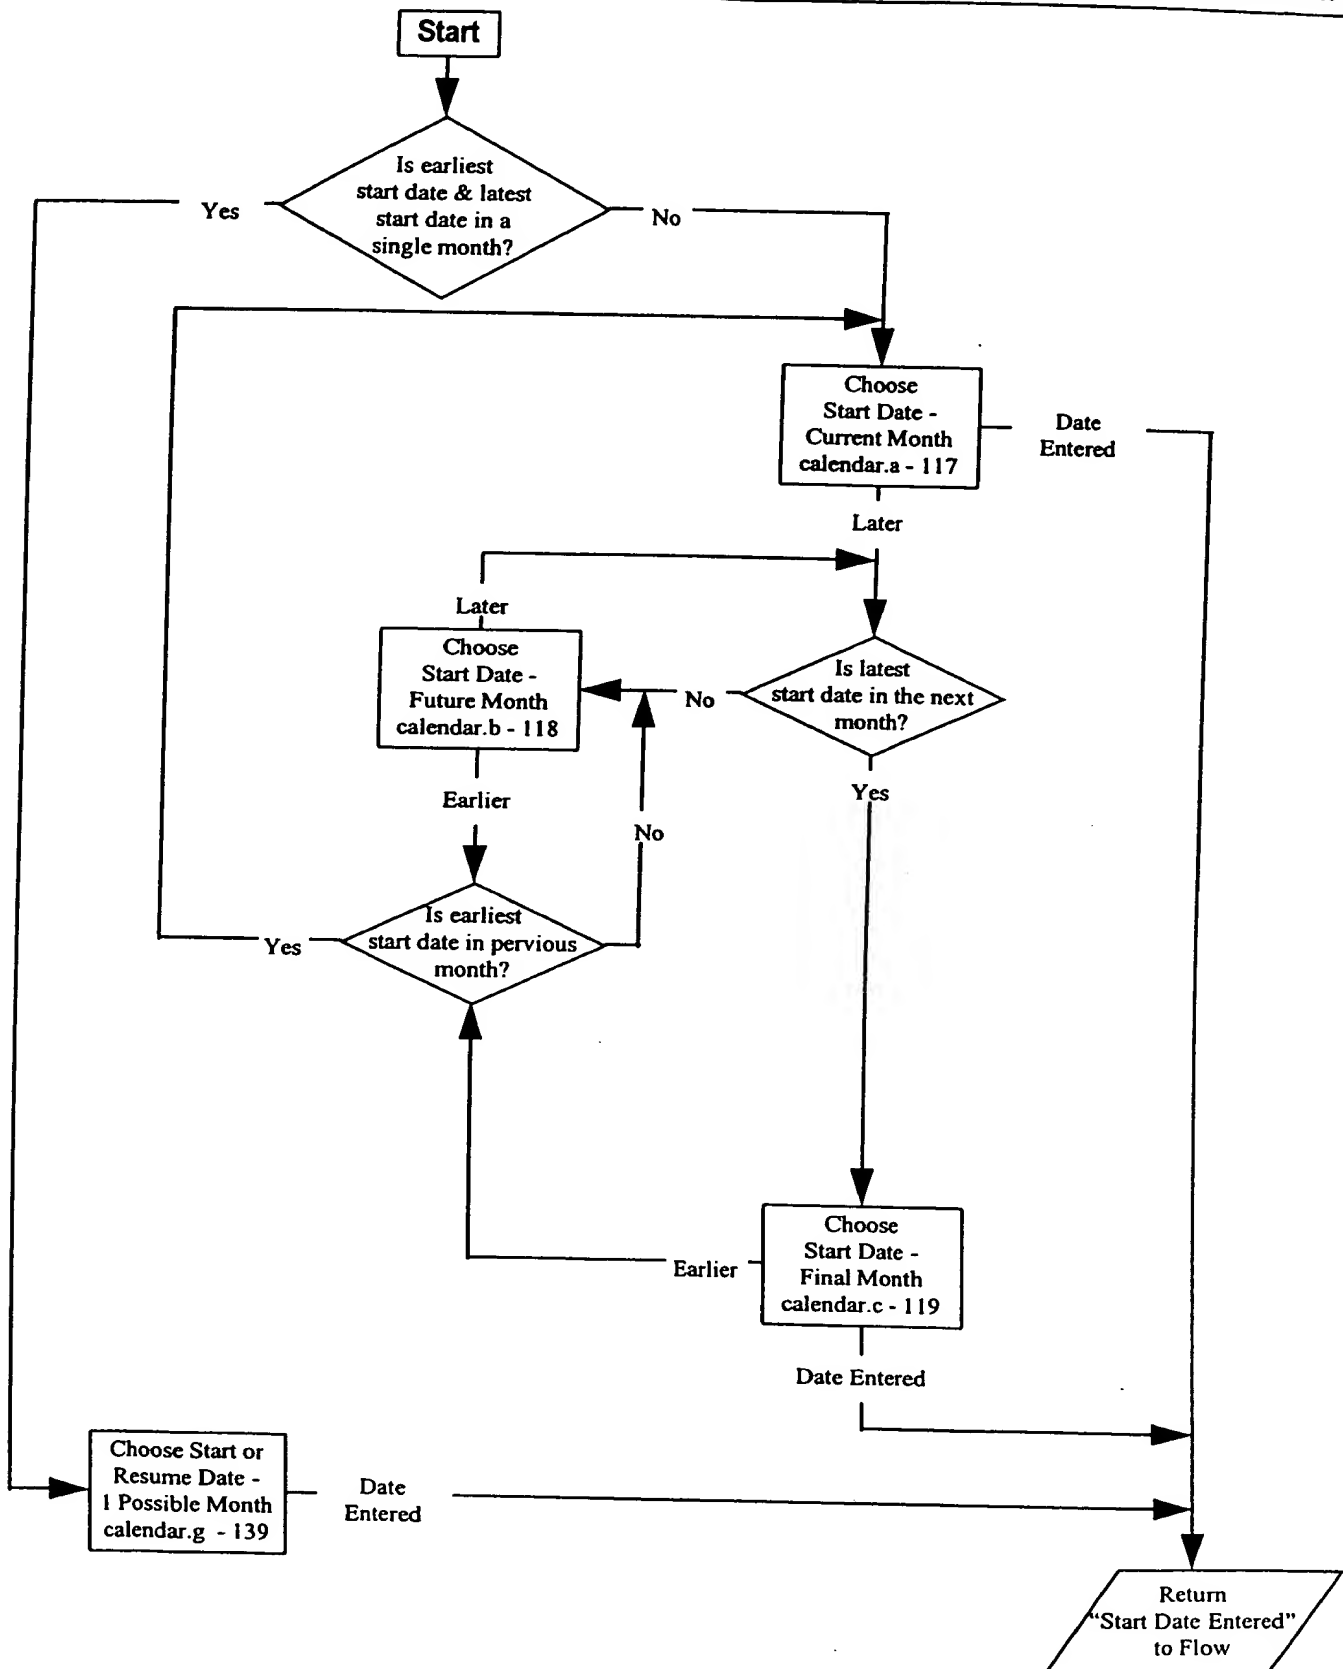 Start
Is earliest
start date & latest
start date in a
single month?
Yes
No
Choose
Start Date -
Current Month
calendar.a - 117
Date
Entered
Later
Later
Choose
Start Date -
Future Month
calendar.b - 118
No
Is latest
start date in the next
month?
Earlier
No
Yes
Is earliest
start date in pervious
month?
Yes
Choose
Start Date -
Final Month
calendar.c - 119
Earlier
Date Entered
Choose Start or
Resume Date -
1 Possible Month
calendar.g - 139
Date
Entered
Return
"Start Date Entered"
to Flow